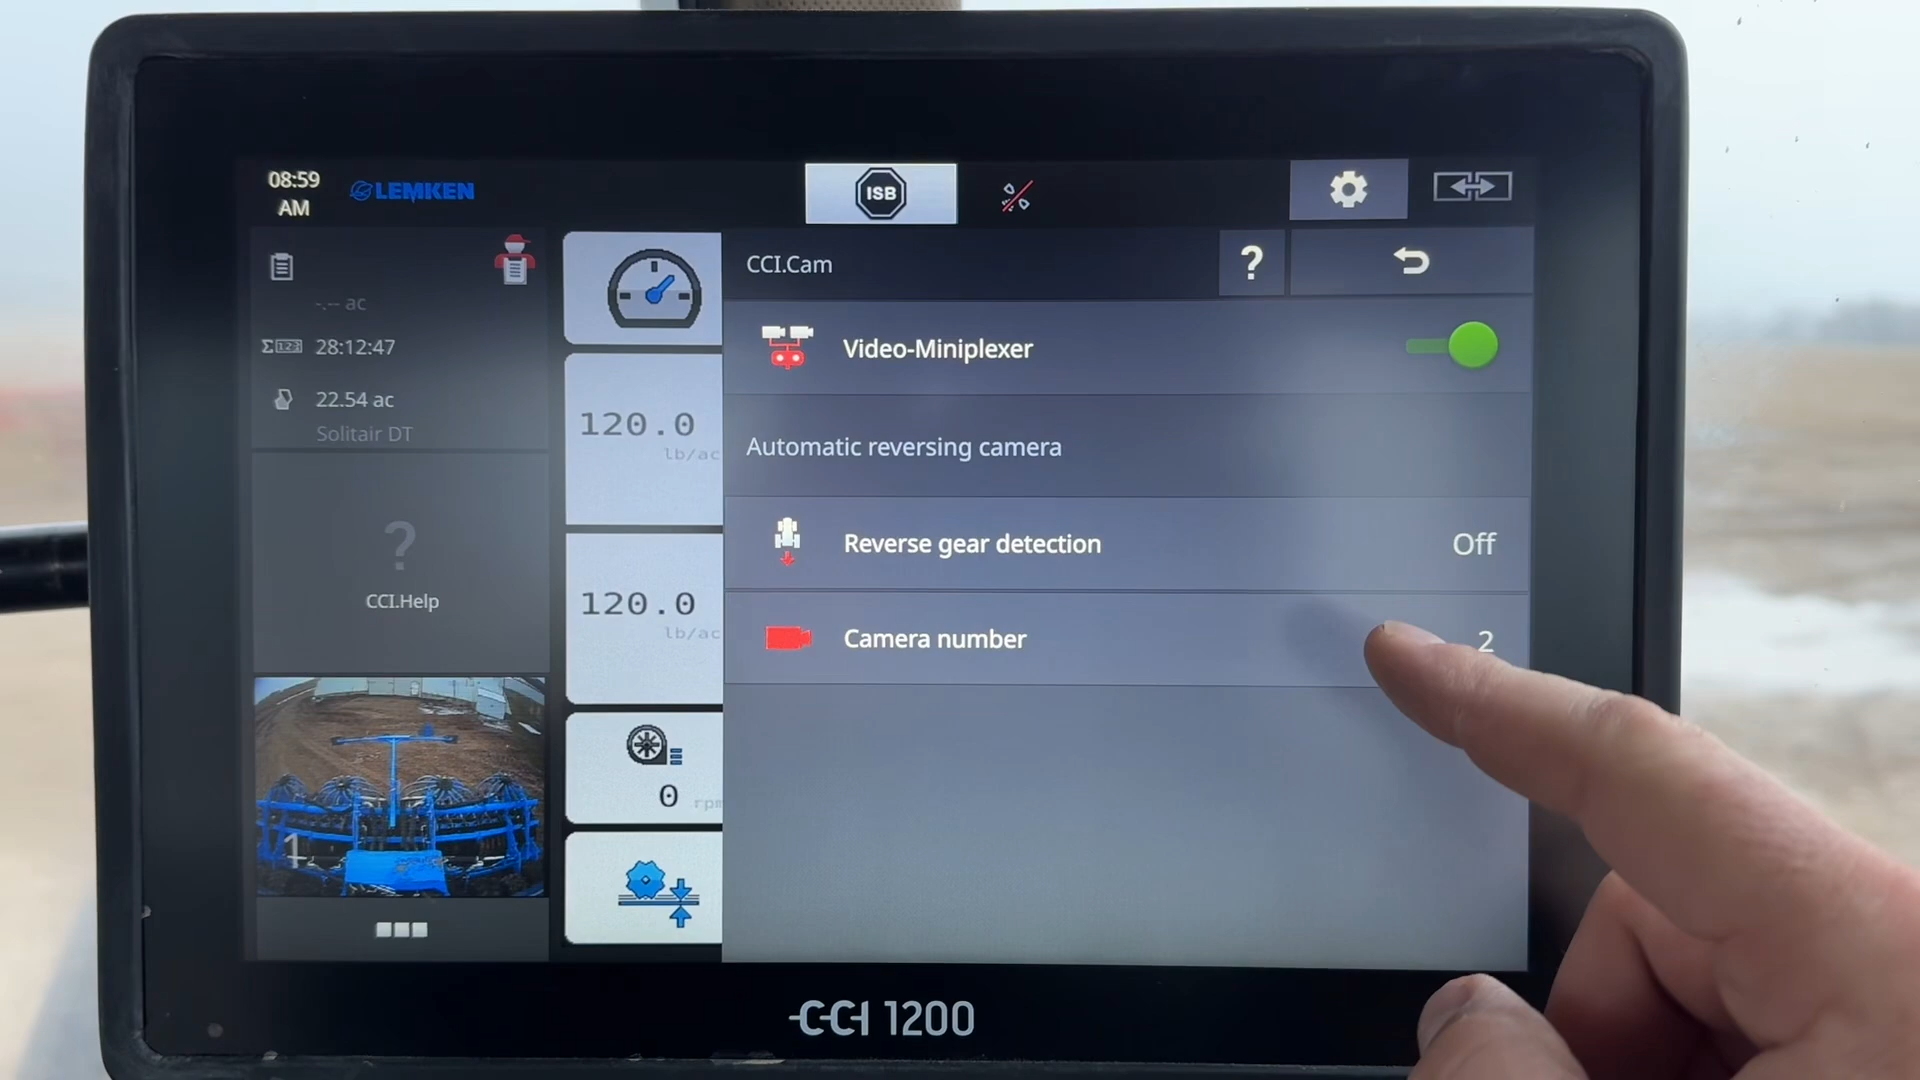 08:59
AM
LEMKEN
ISB
CCI.Cam
?
-.-- ac
Σ 123 28:12:47
22.54 ac
Solitair DT
?
CCI.Help
1
120.0
lb/ac
120.0
lb/ac
0 rpm
Video-Miniplexer
Automatic reversing camera
Reverse gear detection Off
Camera number 2
CCI 1200